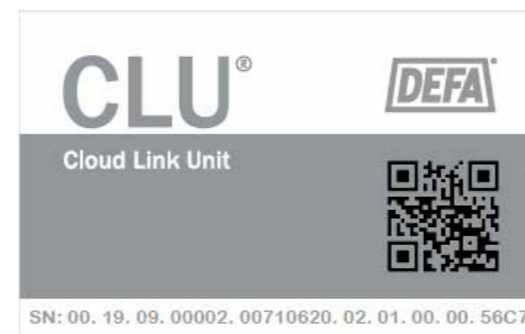 CLU®
DEFA
Cloud Link Unit
SN: 00. 19. 09. 00002. 00710620. 02. 01. 00. 00. 56C7